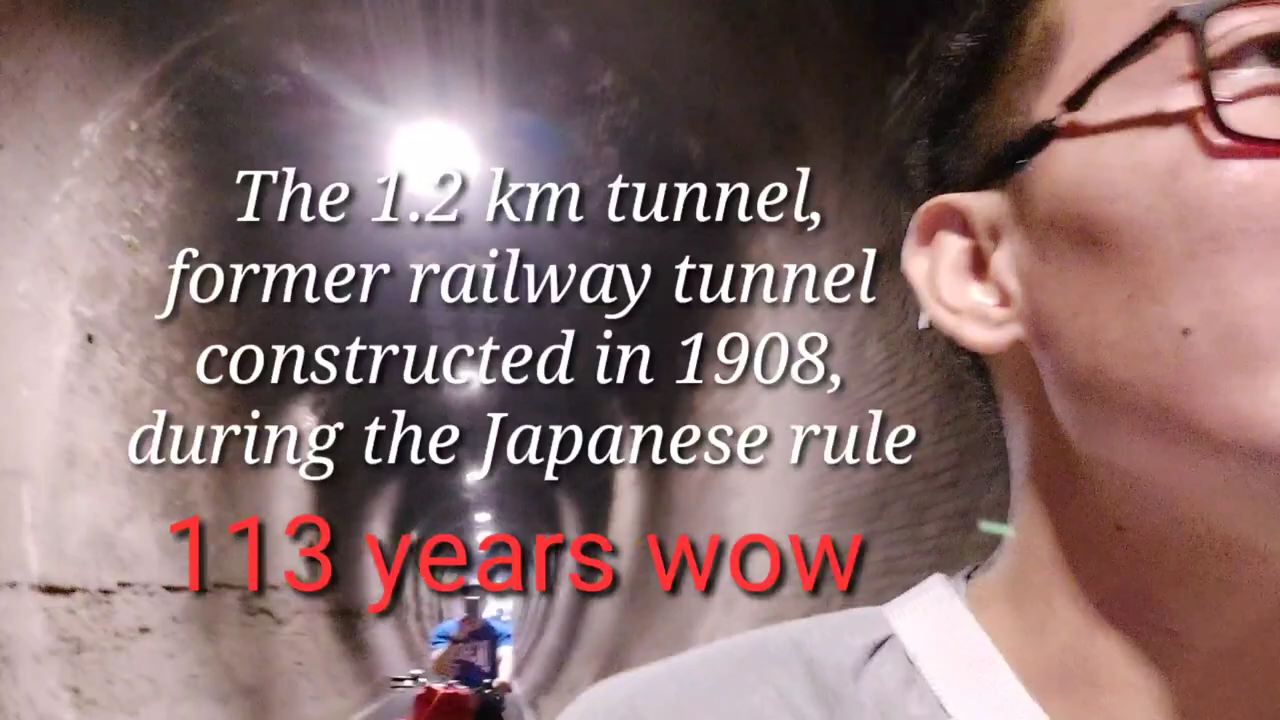 The 1.2 km tunnel,
former railway tunnel
constructed in 1908,
during the Japanese rule
113 years wow